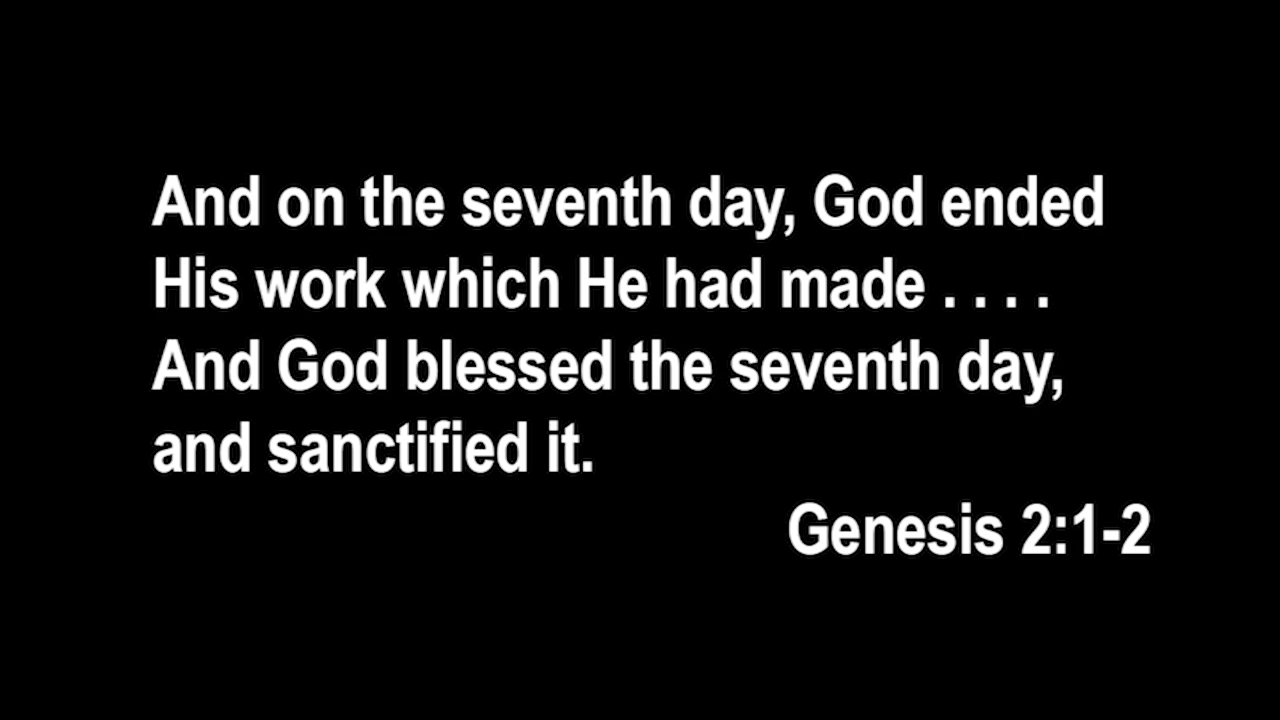 And on the seventh day, God ended
His work which He had made . . . .
And God blessed the seventh day,
and sanctified it.
Genesis 2:1-2